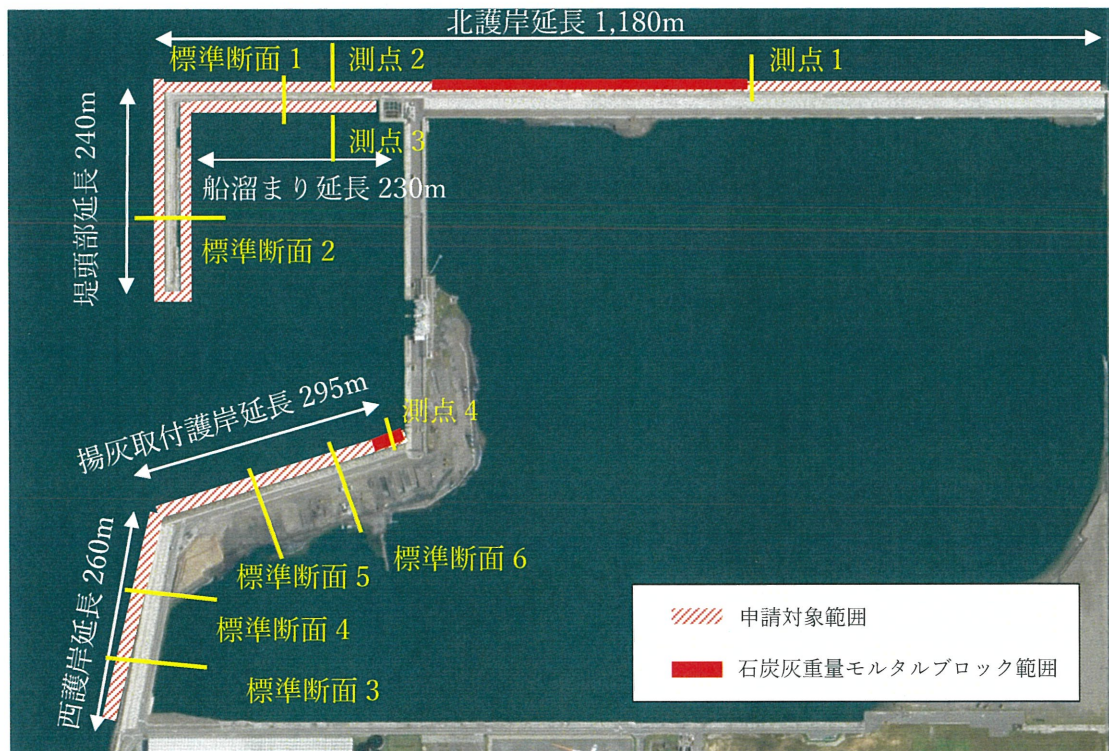 北護岸延長 1,180m
標準断面 1
測点 2
測点 1
堤頭部延長 240m
測点 3
船溜まり延長 230m
標準断面 2
揚灰取付護岸延長 295m
測点 4
西護岸延長 260m
標準断面 6
標準断面 5
標準断面 4
標準断面 3
申請対象範囲
石炭灰重量モルタルブロック範囲